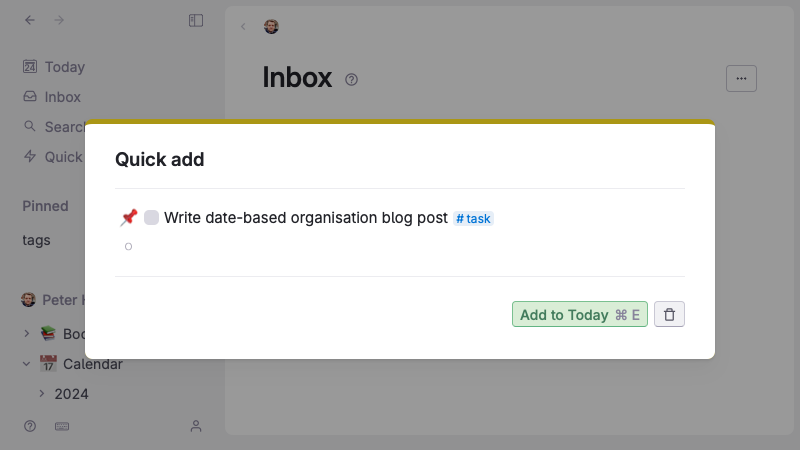 24 Today
Inbox
Search
Quick
Pinned
tags
Peter
Calendar
2024
Inbox
Quick add
Write date-based organisation blog post # task
Add to Today ⌘ E